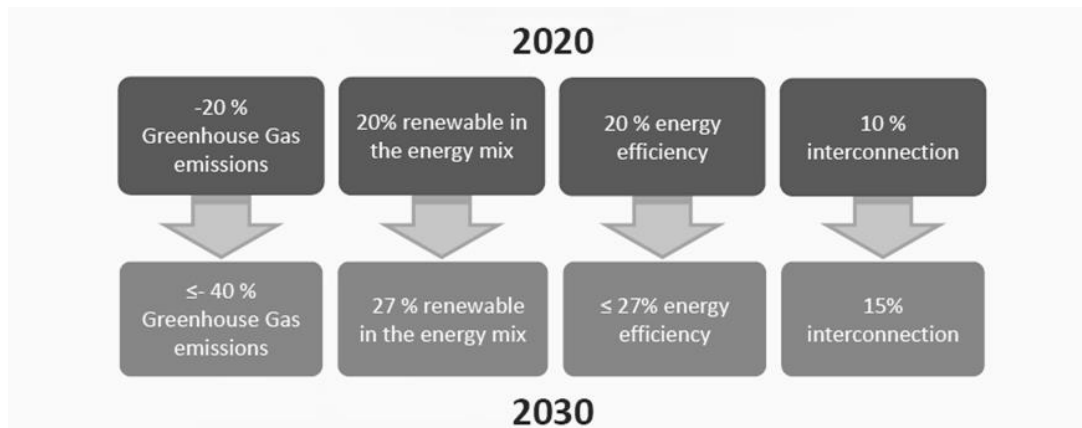 2020
-20 %
Greenhouse Gas
emissions
20% renewable in
the energy mix
20 % energy
efficiency
10 %
interconnection
≤- 40 %
Greenhouse Gas
emissions
27 % renewable
in the energy mix
≤ 27% energy
efficiency
15%
interconnection
2030